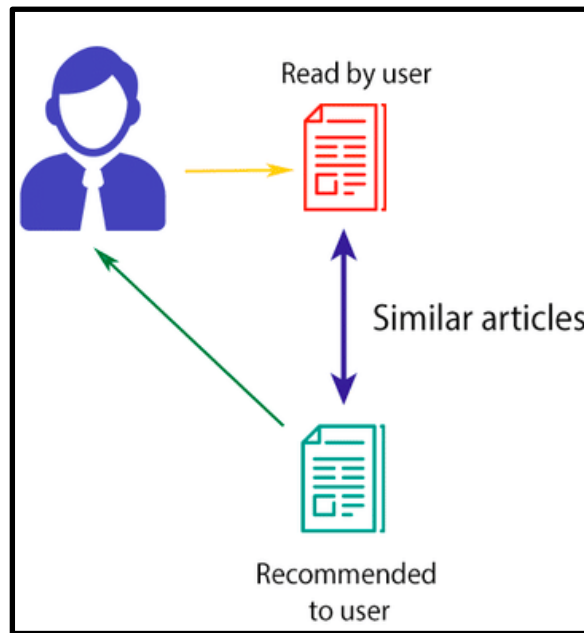 Read by user
Similar articles
Recommended
to user